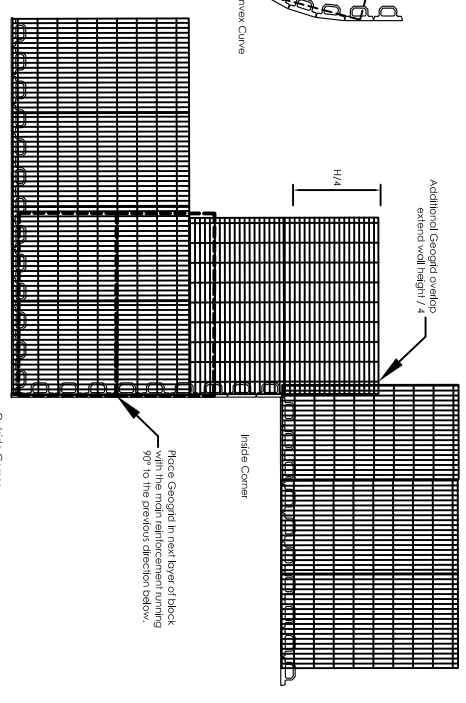 nvex Curve
H/4
Additional Geogrid overlap
extend wall height / 4
Inside Corner
Place Geogrid in next layer of block
with the main reinforcement running
90° to the previous direction below.